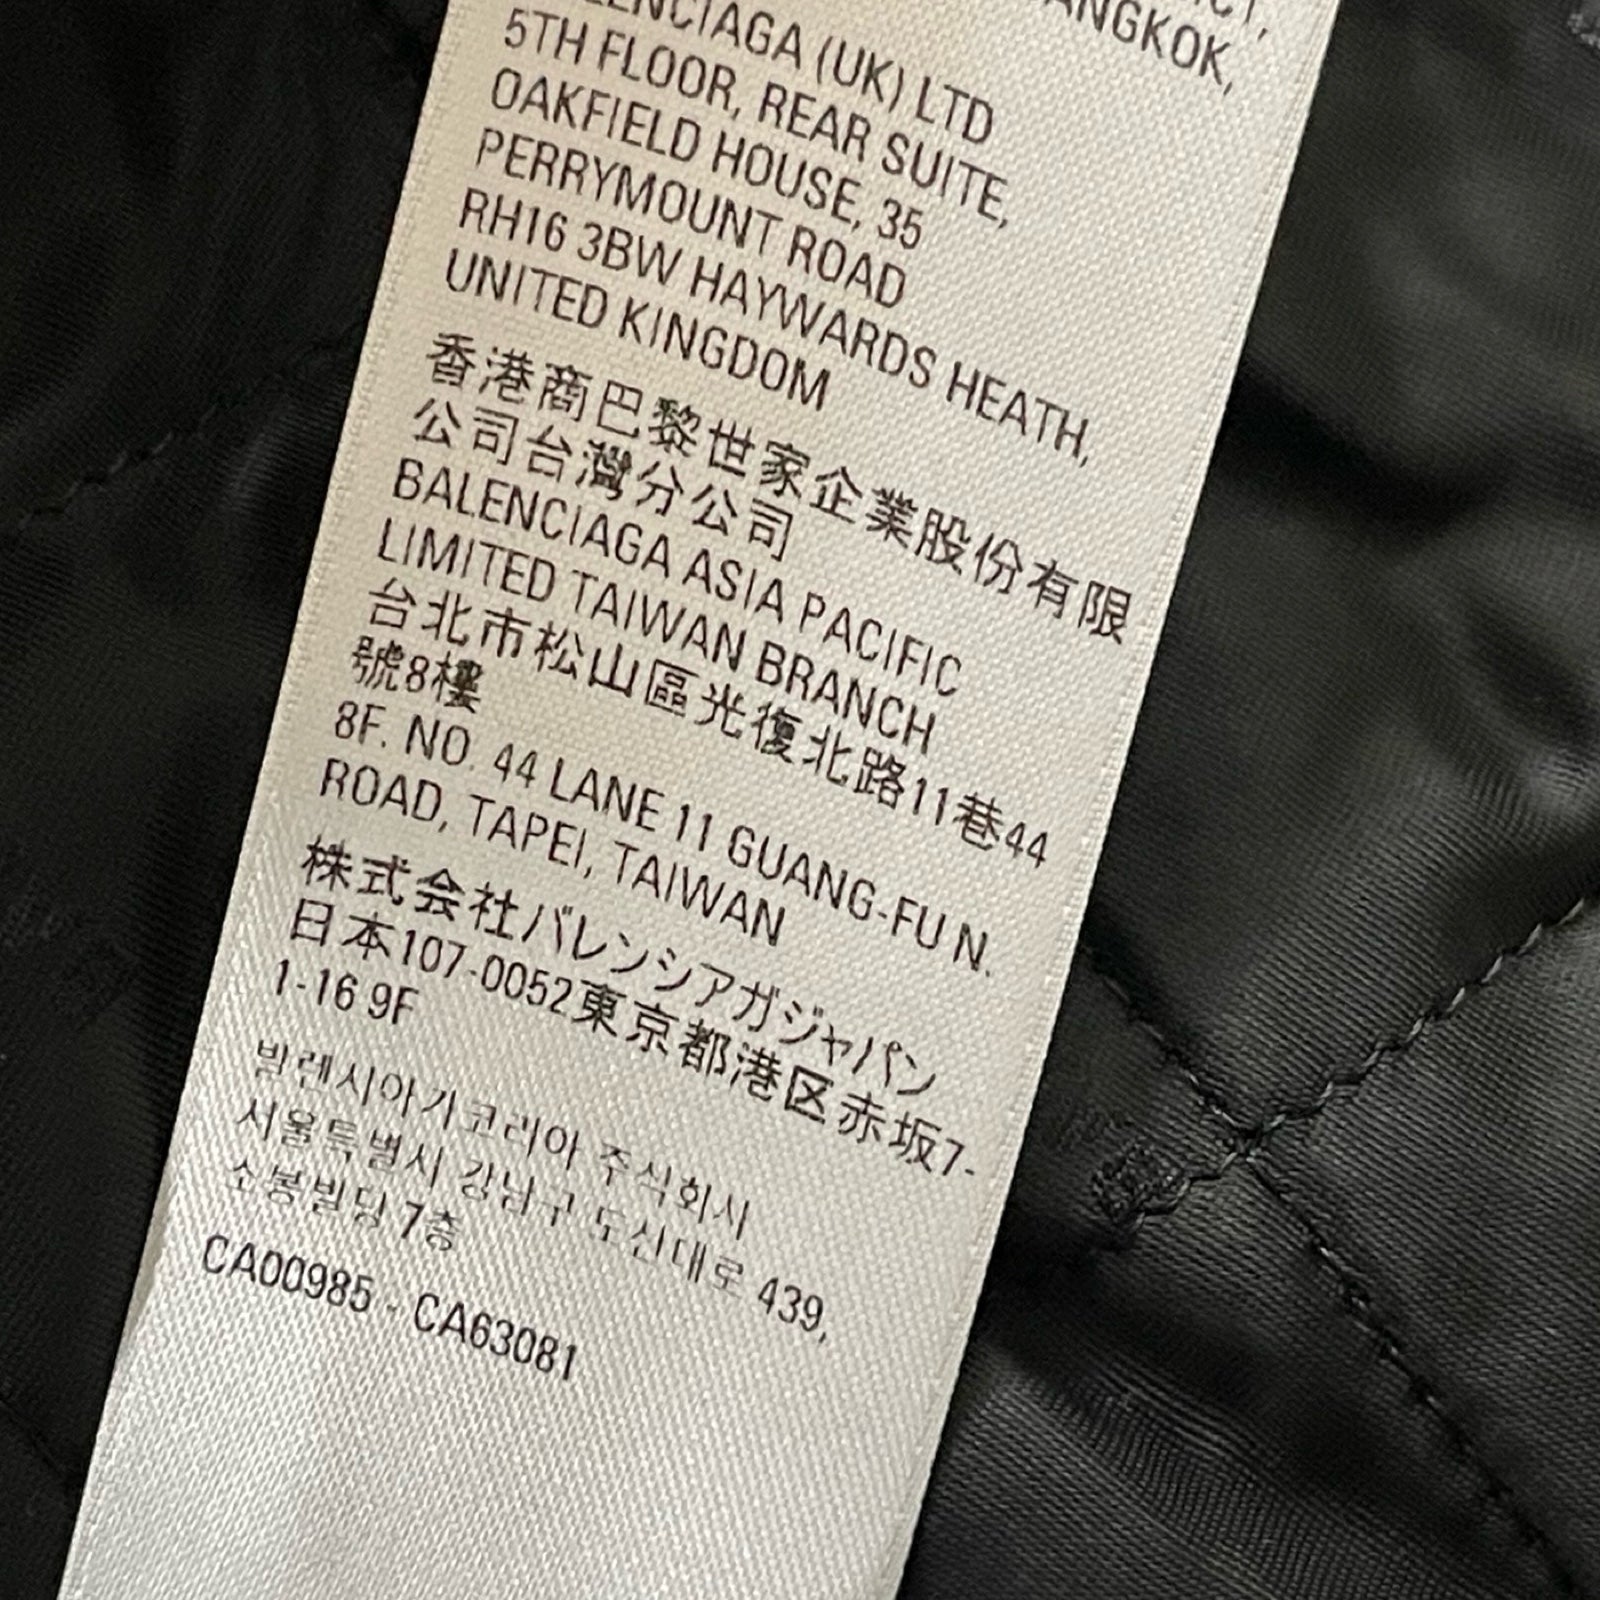 ANGKOK,
LENCIAGA (UK) LTD
5TH FLOOR, REAR SUITE,
OAKFIELD HOUSE, 35
PERRYMOUNT ROAD
RH16 3BW HAYWARDS HEATH,
UNITED KINGDOM
香港商巴黎世家企業股份有限
公司台灣分公司
BALENCIAGA ASIA PACIFIC
LIMITED TAIWAN BRANCH
台北市松山區光復北路11巷44
號8樓
8F. NO. 44 LANE 11 GUANG-FU N.
ROAD, TAPEI, TAIWAN
株式会社バレンシアガジャパン
日本107-0052東京都港区赤坂7-
1-16 9F
발렌시아가코리아 주식회사
서울특별시 강남구 도산대로 439,
소봉빌딩 7층
CA00985 - CA63081